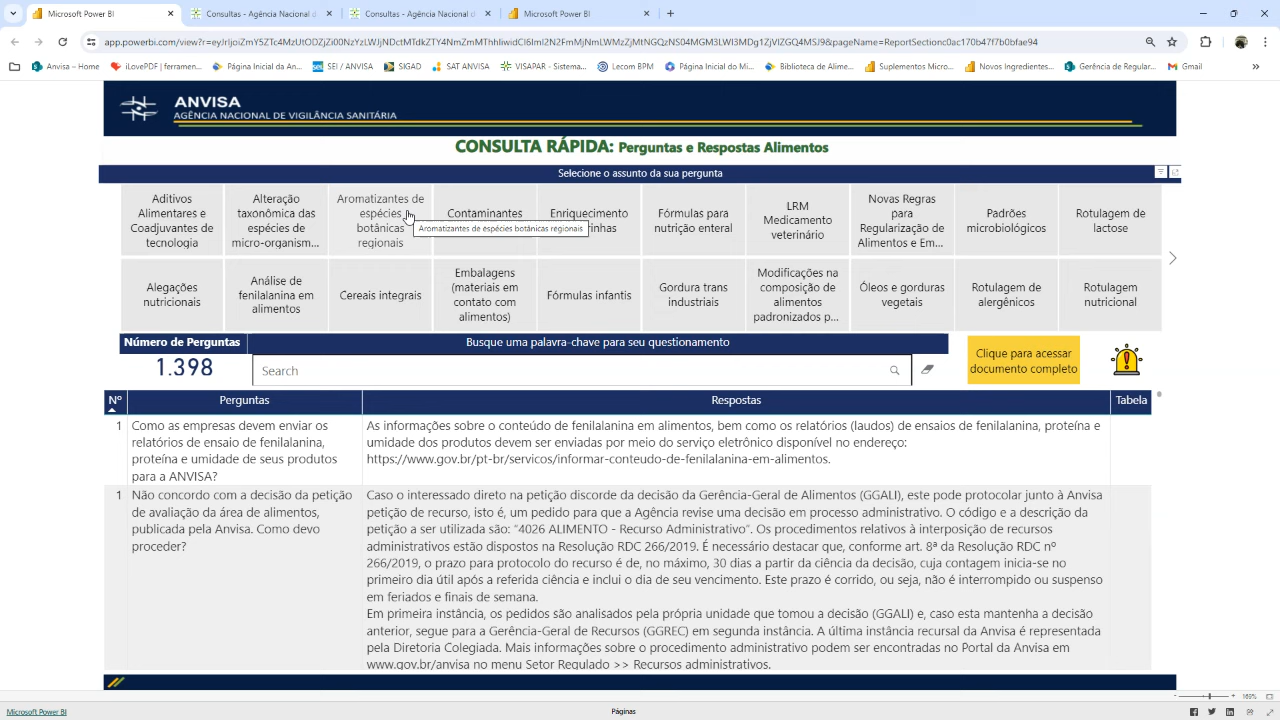 Microsoft Power BI
Consultas - Agência Nacional d
Consultas - Agência Nacional d
Microsoft Power BI
Anvisa – Home
iLovePDF | ferramen...
Página Inicial da An...
SEI / ANVISA
SIGAD
SAT ANVISA
VISAPAR - Sistema...
Lecom BPM
Página Inicial do Mi...
Biblioteca de Alime...
Suplementos Micro...
Novos Ingredientes...
Gerência de Regular...
Gmail
ANVISA
AGÊNCIA NACIONAL DE VIGILÂNCIA SANITÁRIA
CONSULTA RÁPIDA: Perguntas e Respostas Alimentos
Selecione o assunto da sua pergunta
Aditivos
Alimentares e
Coadjuvantes de
tecnologia
Alteração
taxonômica das
espécies de
micro-organism...
Aromatizantes de
espécies
botânicas
regionais
Contaminantes
Enriquecimento
rinhas
Aromatizantes de espécies botânicas regionais
Fórmulas para
nutrição enteral
LRM
Medicamento
veterinário
Novas Regras
para
Regularização de
Alimentos e Em...
Padrões
microbiológicos
Rotulagem de
lactose
Alegações
nutricionais
Análise de
fenilalanina em
alimentos
Cereais integrais
Embalagens
(materiais em
contato com
alimentos)
Fórmulas infantis
Gordura trans
industriais
Modificações na
composição de
alimentos
padronizados p...
Óleos e gorduras
vegetais
Rotulagem de
alergênicos
Rotulagem
nutricional
Número de Perguntas
1.398
Busque uma palavra-chave para seu questionamento
Search
Clique para acessar
documento completo
Nº Perguntas Respostas Tabela
1 Como as empresas devem enviar os
relatórios de ensaio de fenilalanina,
proteína e umidade de seus produtos
para a ANVISA?
As informações sobre o conteúdo de fenilalanina em alimentos, bem como os relatórios (laudos) de ensaios de fenilalanina, proteína e
umidade dos produtos devem ser enviadas por meio do serviço eletrônico disponível no endereço:
https://www.gov.br/pt-br/servicos/informar-conteudo-de-fenilalanina-em-alimentos.
1 Não concordo com a decisão da petição
de avaliação da área de alimentos,
publicada pela Anvisa. Como devo
proceder?
Caso o interessado direto na petição discorde da decisão da Gerência-Geral de Alimentos (GGALI), este pode protocolar junto à Anvisa
petição de recurso, isto é, um pedido para que a Agência revise uma decisão em processo administrativo. O código e a descrição da
petição a ser utilizada são: “4026 ALIMENTO - Recurso Administrativo”. Os procedimentos relativos à interposição de recursos
administrativos estão dispostos na Resolução RDC 266/2019. É necessário destacar que, conforme art. 8ª da Resolução RDC nº
266/2019, o prazo para protocolo do recurso é de, no máximo, 30 dias a partir da ciência da decisão, cuja contagem inicia-se no
primeiro dia útil após a referida ciência e inclui o dia de seu vencimento. Este prazo é corrido, ou seja, não é interrompido ou suspenso
em feriados e finais de semana.
Em primeira instância, os pedidos são analisados pela própria unidade que tomou a decisão (GGALI) e, caso esta mantenha a decisão
anterior, segue para a Gerência-Geral de Recursos (GGREC) em segunda instância. A última instância recursal da Anvisa é representada
pela Diretoria Colegiada. Mais informações sobre o procedimento administrativo podem ser encontradas no Portal da Anvisa em
www.gov.br/anvisa no menu Setor Regulado >> Recursos administrativos.
169%
Microsoft Power BI
Páginas